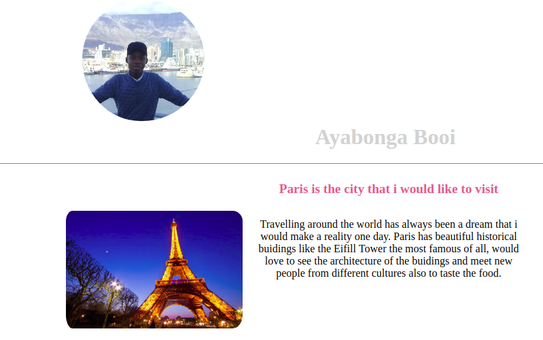 Ayabonga Booi
Paris is the city that i would like to visit
Travelling around the world has always been a dream that i
would make a reality one day. Paris has beautiful historical
buidings like the Eifill Tower the most famous of all, would
love to see the architecture of the buidings and meet new
people from different cultures also to taste the food.